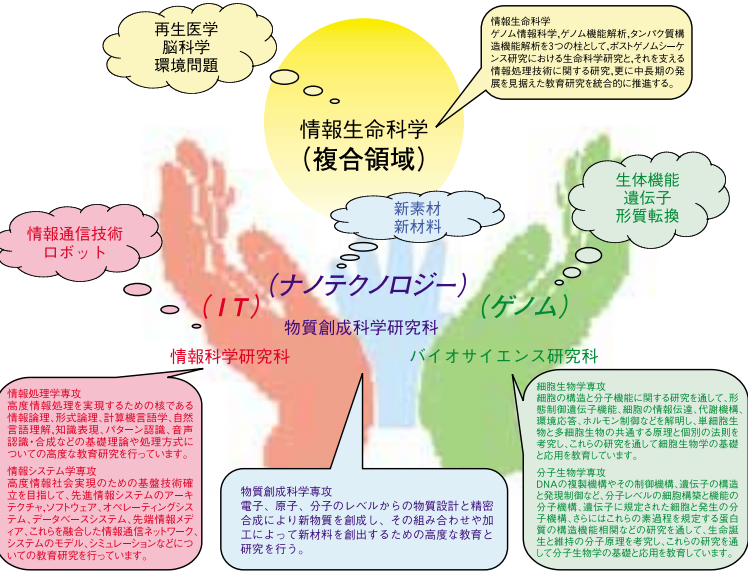 再生医学
脳科学
環境問題
情報生命科学
ゲノム情報科学,ゲノム機能解析,タンパク質構
造機能解析を3つの柱として,ポストゲノムシーケ
ンス研究における生命科学研究と,それを支える
情報処理技術に関する研究,更に中長期の発
展を見据えた教育研究を統合的に推進する。
情報生命科学
(複合領域)
情報通信技術
ロボット
新素材
新材料
生体機能
遺伝子
形質転換
(IT)
(ナノテクノロジー)
(ゲノム)
物質創成科学研究科
情報科学研究科
バイオサイエンス研究科
情報処理学専攻
高度情報処理を実現するための核である
情報論理、形式論理、計算機言語学、自然
言語理解,知識表現、パターン認識、音声
認識・合成などの基礎理論や処理方式に
ついての高度な教育研究を行っています。
情報システム学専攻
高度情報社会実現のための基盤技術確
立を目指して、先進情報システムのアーキ
テクチャ,ソフトウェア、オペレーティングシス
テム、データベースシステム、先端情報メデ
ィア、これらを融合した情報通信ネットワーク、
システムのモデル、シミュレーションなどにつ
いての教育研究を行っています。
物質創成科学専攻
電子、原子、分子のレベルからの物質設計と精密
合成により新物質を創成し、その組み合わせや加
工によって新材料を創出するための高度な教育と
研究を行う。
細胞生物学専攻
細胞の構造と分子機能に関する研究を通して、形
態制御遺伝子機能、細胞の情報伝達、代謝機構、
環境応答、ホルモン制御などを解明し、単細胞生
物と多細胞生物の共通する原理と個別の法則を
考究し、これらの研究を通して細胞生物学の基礎
と応用を教育しています。
分子生物学専攻
DNAの複製機構やその制御機構、遺伝子の構造
と発現制御など、分子レベルの細胞構築と機能の
分子機構、遺伝子に規定された細胞と発生の分
子機構、さらにはこれらの素過程を規定する蛋白
質の構造機能相関などの研究を通して、生命誕
生と維持の分子原理を考究し、これらの研究を通
して分子生物学の基礎と応用を教育しています。